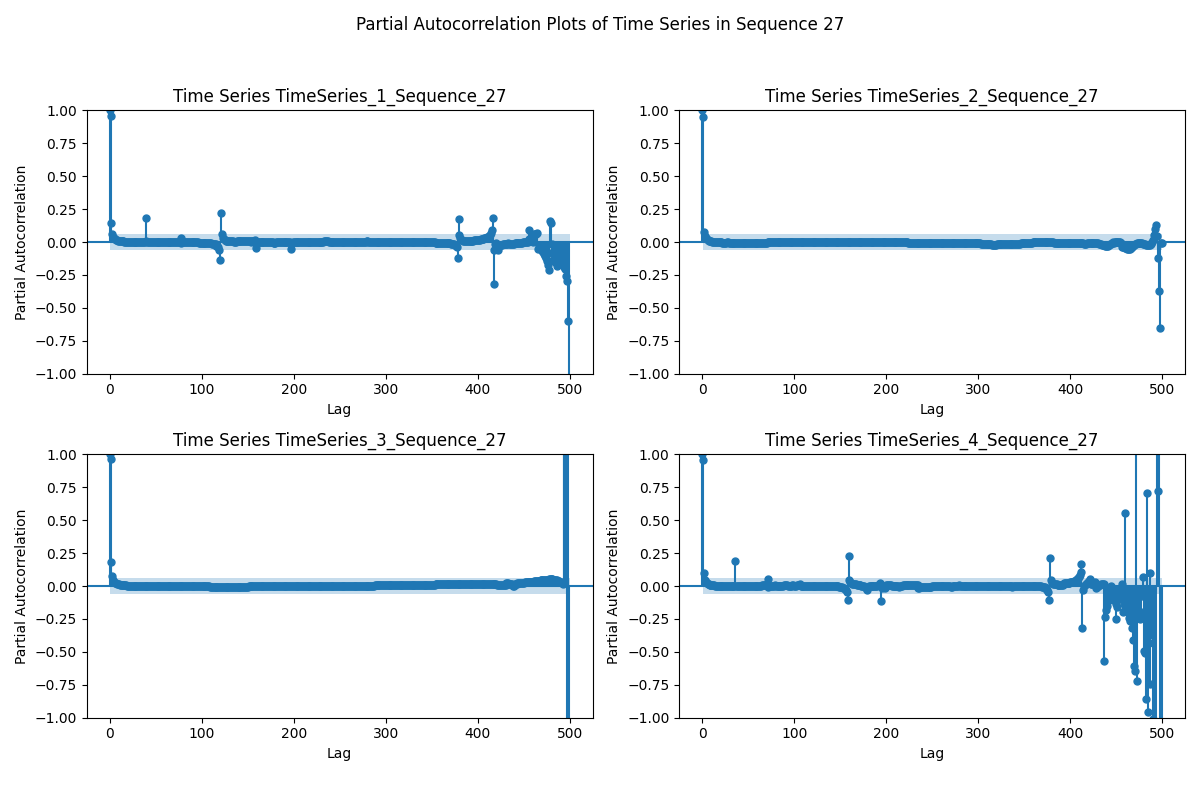 Partial Autocorrelation Plots of Time Series in Sequence 27
Time Series TimeSeries_1_Sequence_27
1.00
0.75
0.50
0.25
0.00
−0.25
−0.50
−0.75
−1.00
Partial Autocorrelation
0 100 200 300 400 500
Lag
Time Series TimeSeries_2_Sequence_27
1.00
0.75
0.50
0.25
0.00
−0.25
−0.50
−0.75
−1.00
Partial Autocorrelation
0 100 200 300 400 500
Lag
Time Series TimeSeries_3_Sequence_27
1.00
0.75
0.50
0.25
0.00
−0.25
−0.50
−0.75
−1.00
Partial Autocorrelation
0 100 200 300 400 500
Lag
Time Series TimeSeries_4_Sequence_27
1.00
0.75
0.50
0.25
0.00
−0.25
−0.50
−0.75
−1.00
Partial Autocorrelation
0 100 200 300 400 500
Lag